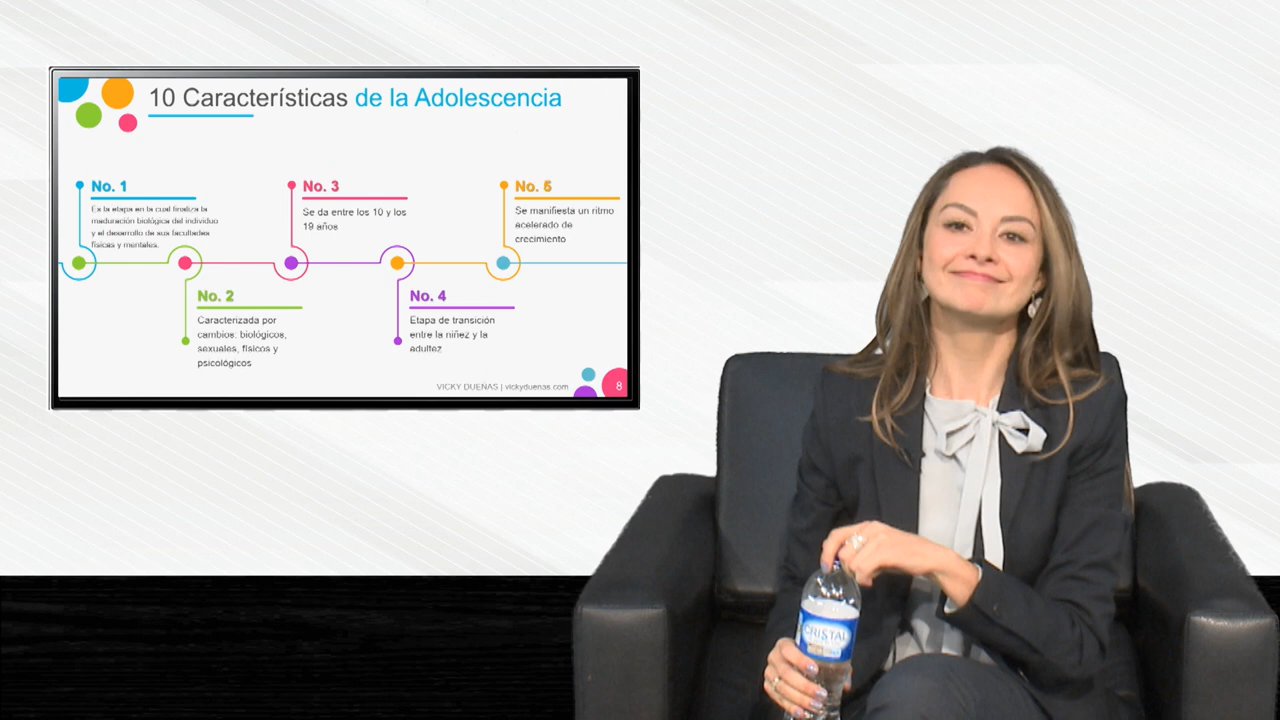 10 Características de la Adolescencia
No. 1
Es la etapa en la cual finaliza la
maduración biológica del individuo
y el desarrollo de sus facultades
físicas y mentales.
No. 2
Caracterizada por
cambios: biológicos,
sexuales, físicos y
psicológicos
No. 3
Se da entre los 10 y los
19 años
No. 4
Etapa de transición
entre la niñez y la
adultez
No. 5
Se manifiesta un ritmo
acelerado de
crecimiento
VICKY DUEÑAS | vickyduenas.com
8
CRISTAL